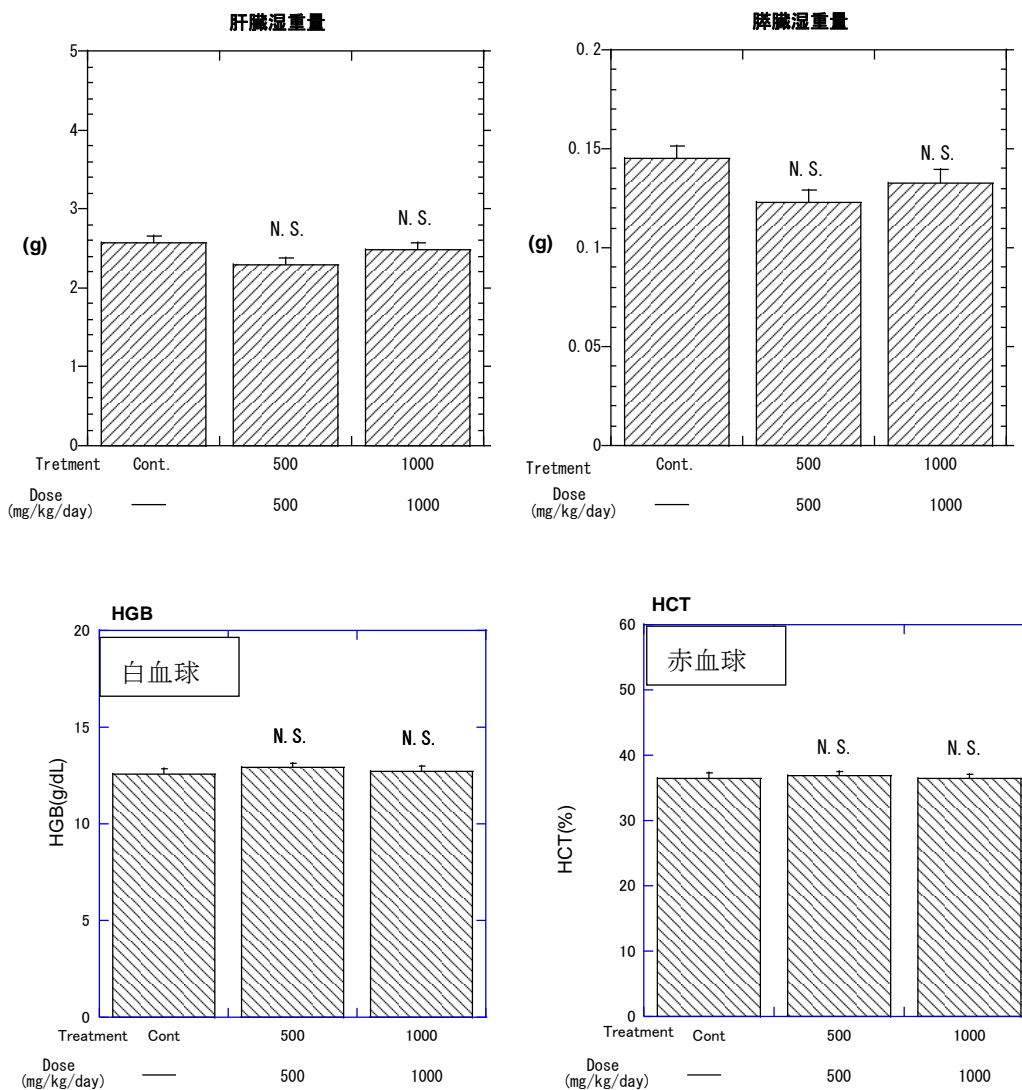 肝臓湿重量
5
4
3
2
1
0
(g)
N.S.
N.S.
Tretment Cont. 500 1000
Dose
(mg/kg/day) — 500 1000
膵臓湿重量
0.2
0.15
0.1
0.05
0
(g)
N.S.
N.S.
Tretment Cont. 500 1000
Dose
(mg/kg/day) — 500 1000
HGB
白血球
20
15
10
5
0
HGB(g/dL)
N.S.
N.S.
Treatment Cont 500 1000
Dose
(mg/kg/day) — 500 1000
HCT
赤血球
60
50
40
30
20
10
0
HCT(%)
N.S.
N.S.
Treatment Cont 500 1000
Dose
(mg/kg/day) — 500 1000